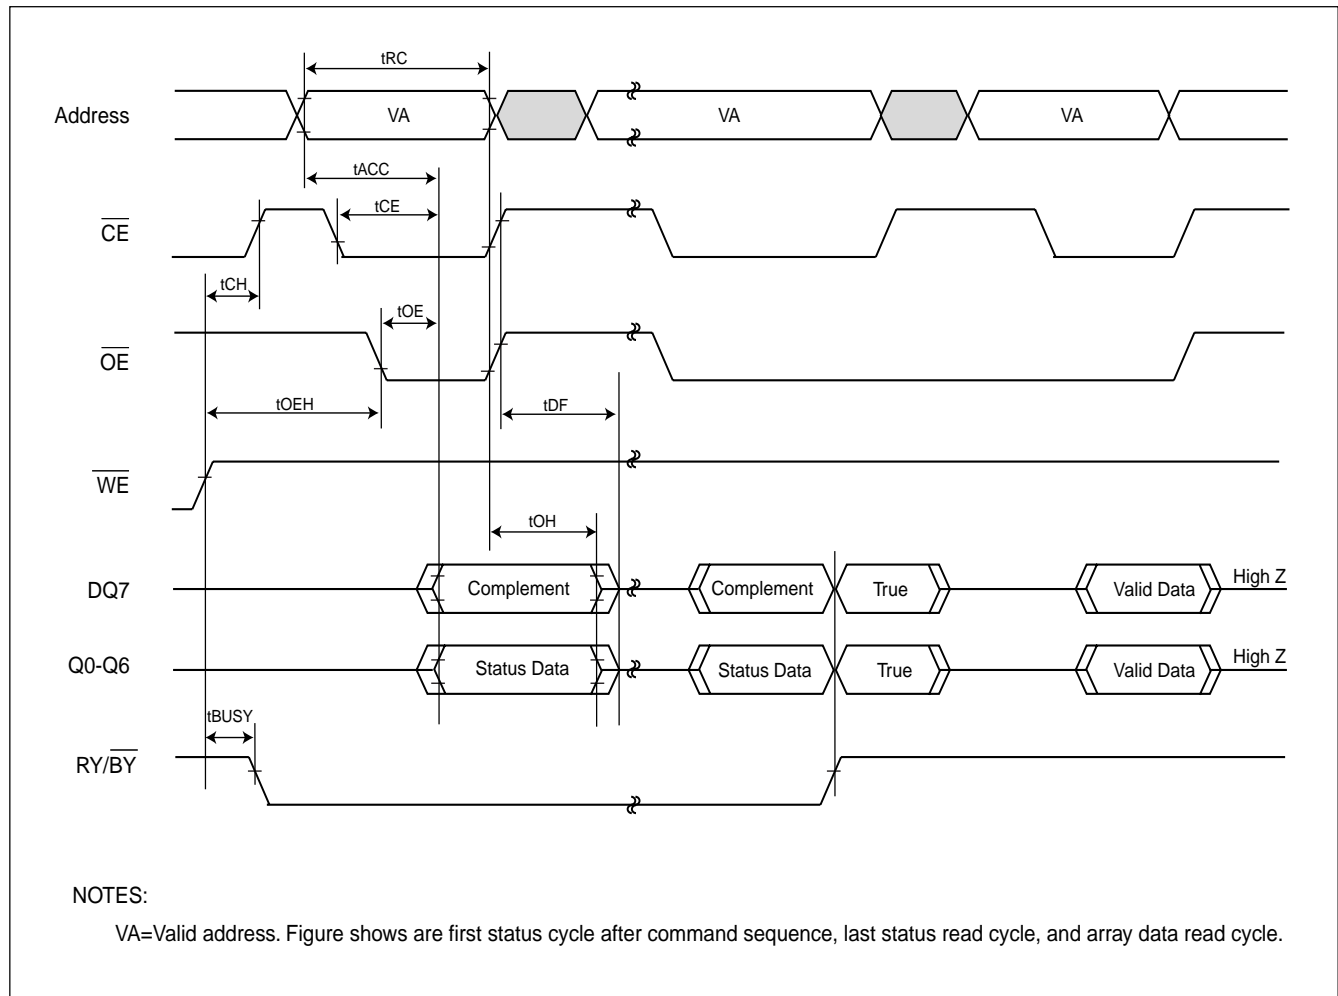 tRC
Address VA VA VA
tACC
tCE
CE
tCH
tOE
OE
tOEH tDF
WE
tOH
DQ7 Complement Complement True Valid Data High Z
Q0-Q6 Status Data Status Data True Valid Data High Z
tBUSY
RY/BY
NOTES:
VA=Valid address. Figure shows are first status cycle after command sequence, last status read cycle, and array data read cycle.